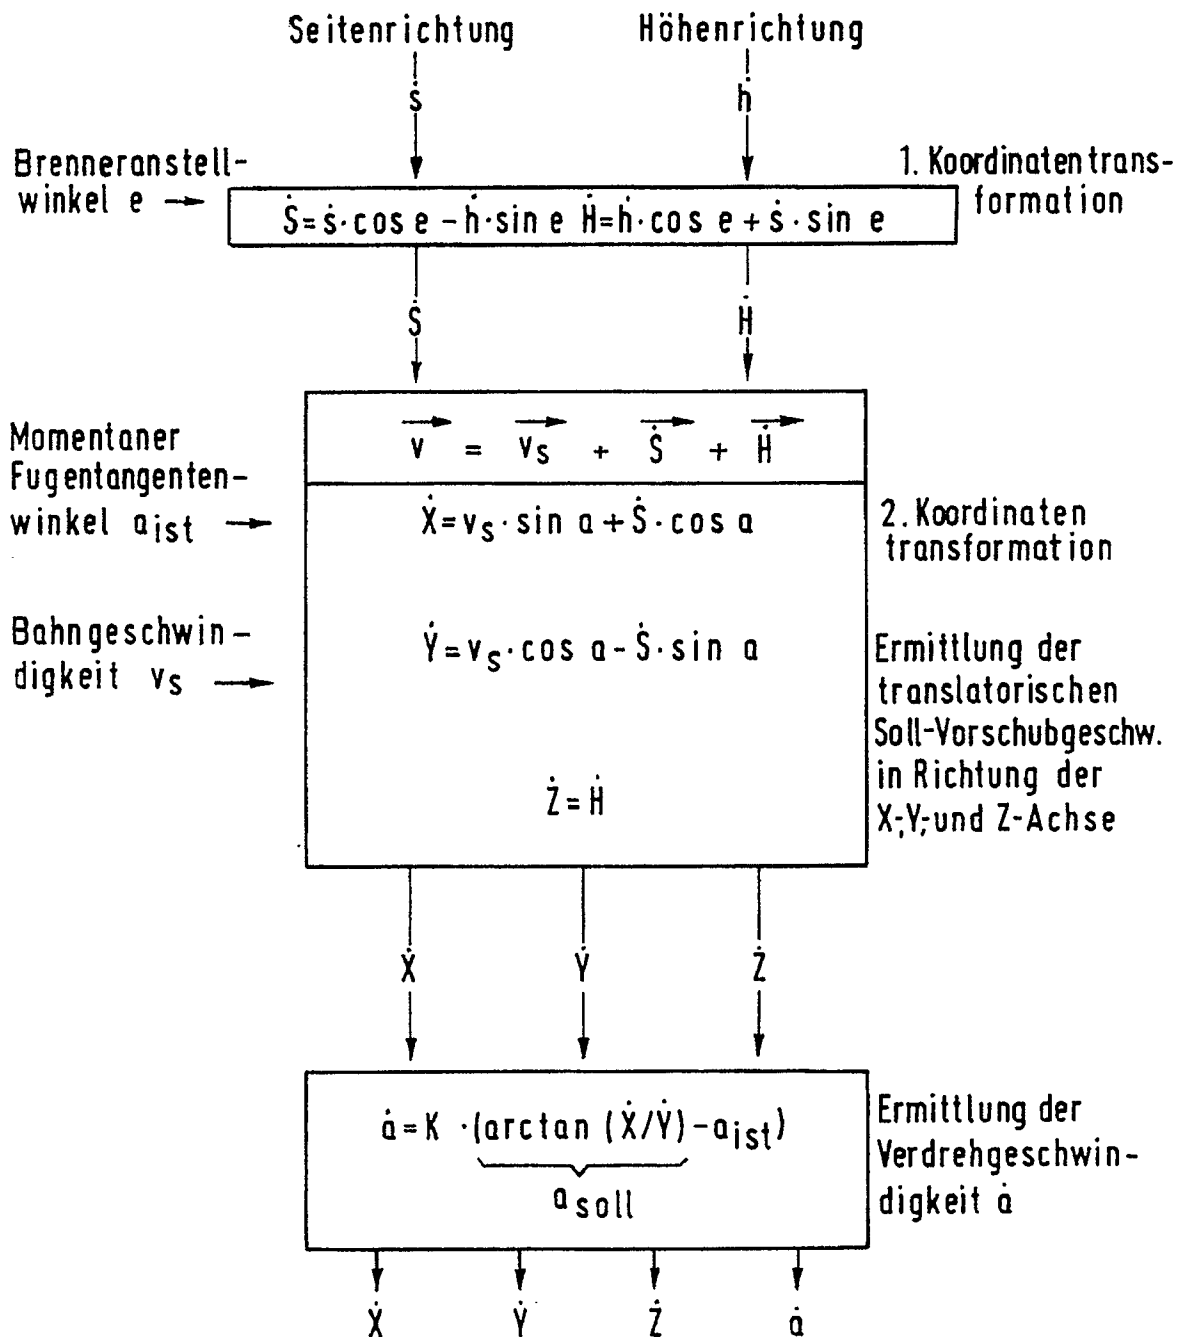 Seitenrichtung
Höhenrichtung
ṡ
ḣ
Brenneranstell-
winkel e
1. Koordinatentrans-
formation
Ṡ=ṡ·cos e-ḣ·sin e Ḣ=ḣ·cos e+ṡ·sin e
Ṡ
Ḣ
v⃗ = v⃗s + Ṡ⃗ + Ḣ⃗
Momentaner
Fugentangenten-
winkel aist
Ẋ=vs·sin a+Ṡ·cos a
2. Koordinaten
transformation
Bahngeschwin-
digkeit vs
Ẏ=vs·cos a-Ṡ·sin a
Ermittlung der
translatorischen
Soll-Vorschubgeschw.
in Richtung der
X-,Y-,und Z-Achse
Ż=Ḣ
Ẋ
Ẏ
Ż
ȧ=K·(arctan (Ẋ/Ẏ)-aist)
asoll
Ermittlung der
Verdrehgeschwin-
digkeit ȧ
Ẋ
Ẏ
Ż
ȧ